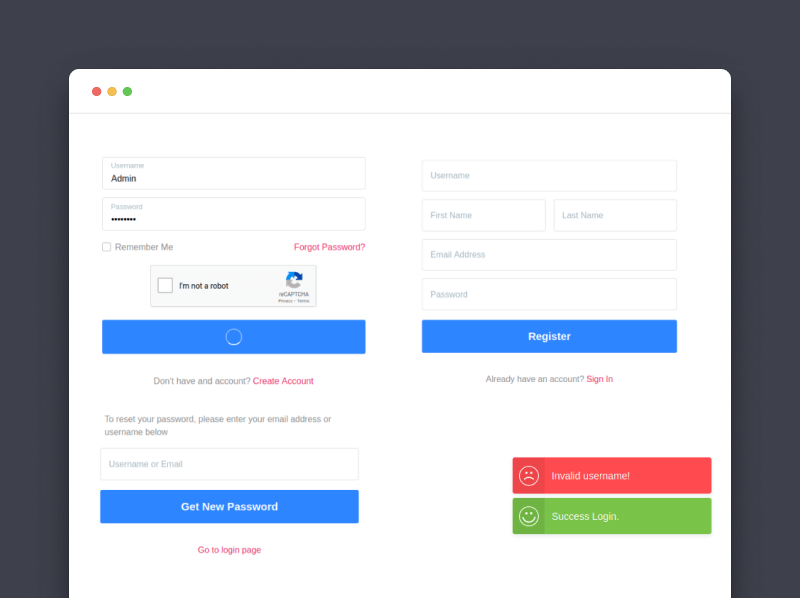 Username
Admin
Password
••••••••
Remember Me
Forgot Password?
I'm not a robot
reCAPTCHA
Privacy - Terms
Don't have and account? Create Account
To reset your password, please enter your email address or
username below
Username or Email
Get New Password
Go to login page
Username
First Name
Last Name
Email Address
Password
Register
Already have an account? Sign In
Invalid username!
Success Login.